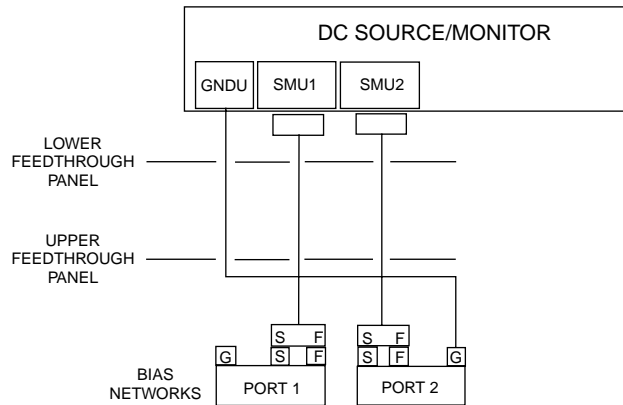 DC SOURCE/MONITOR
GNDU SMU1 SMU2
LOWER
FEEDTHROUGH
PANEL
UPPER
FEEDTHROUGH
PANEL
S F S F
G S F S F G
BIAS
NETWORKS
PORT 1 PORT 2